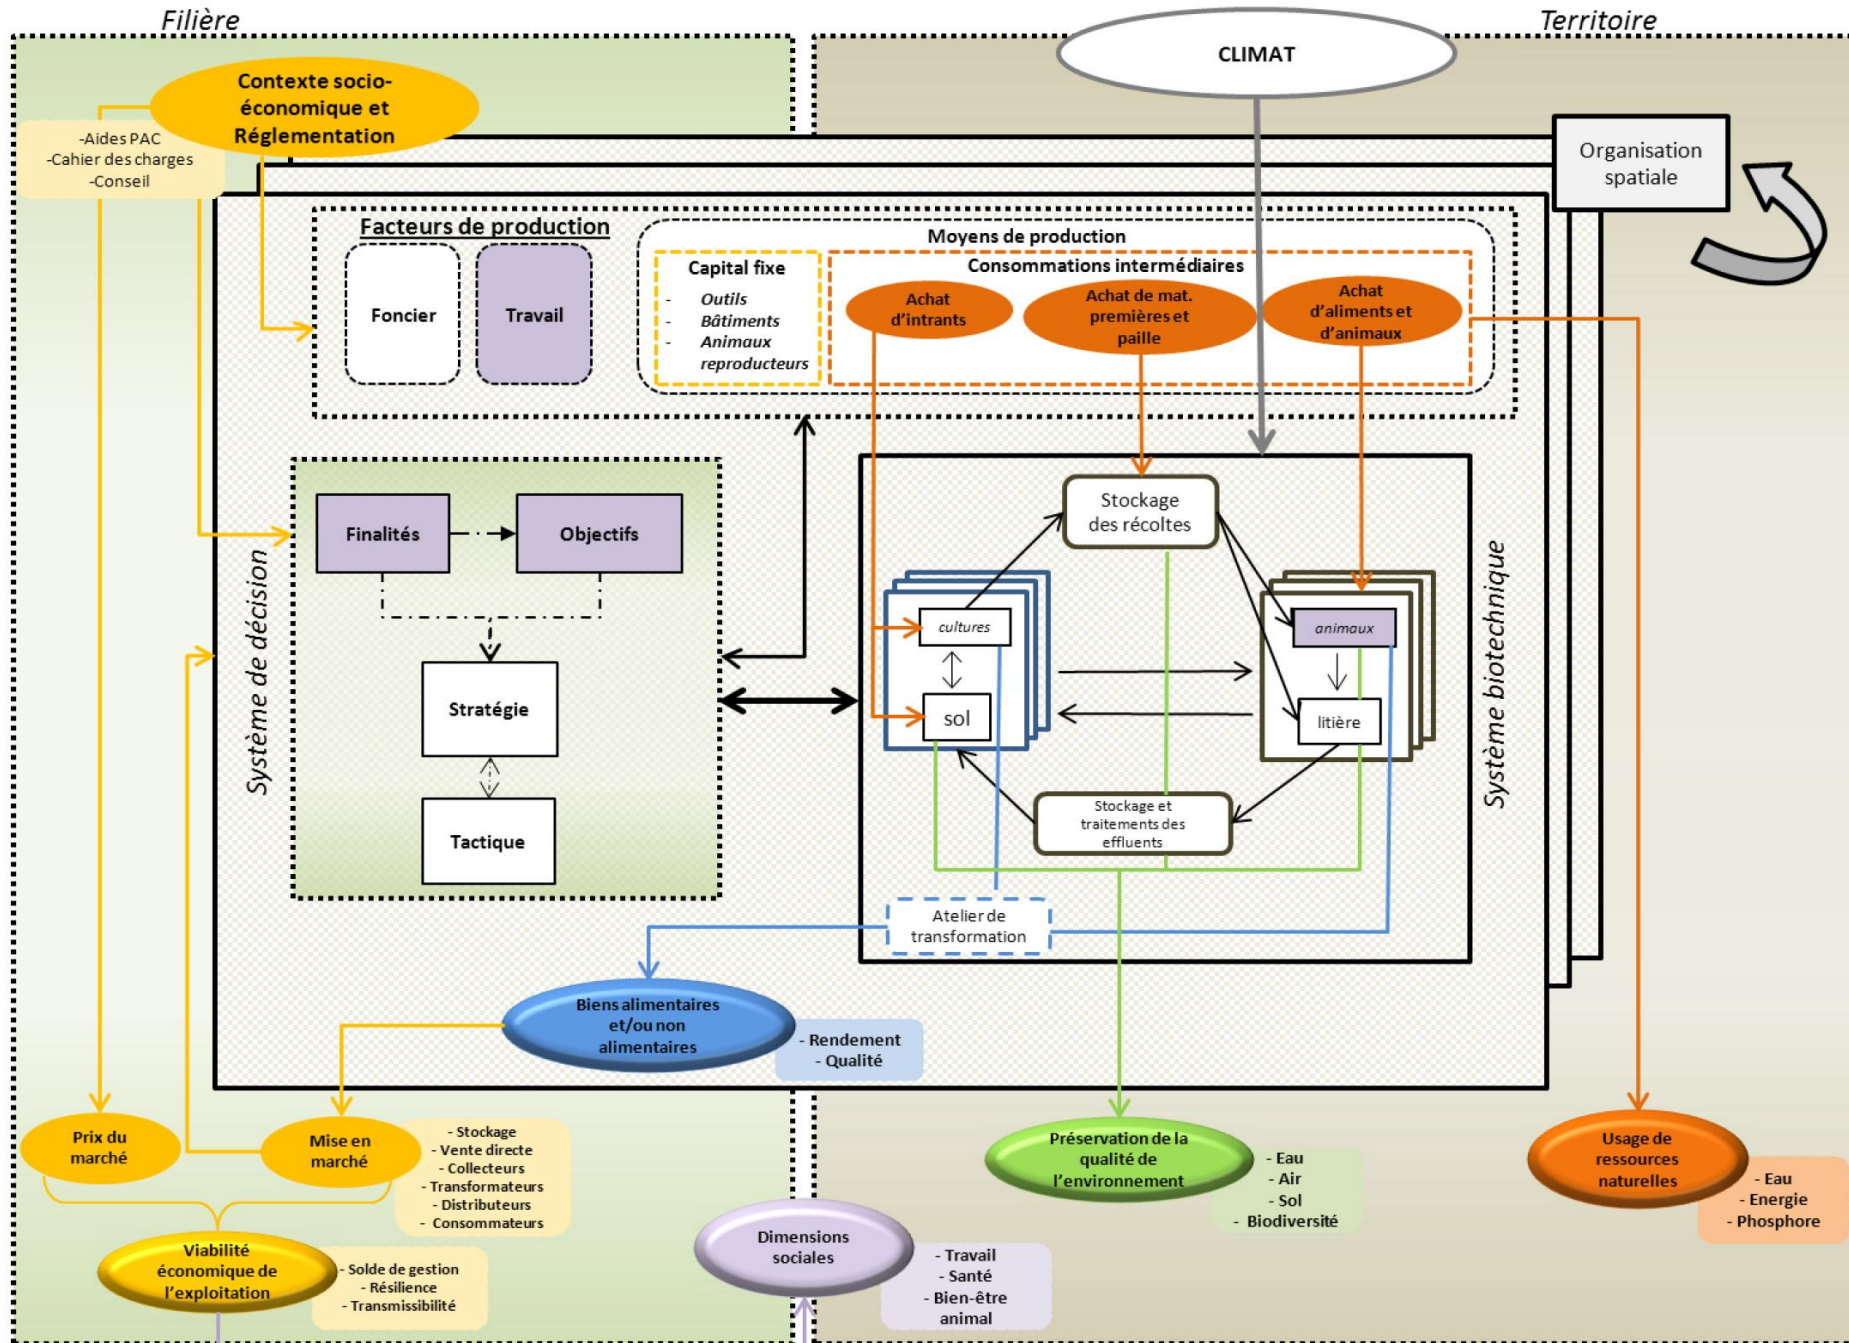 Filière
Territoire
CLIMAT
Contexte socio-
économique et
Réglementation
-Aides PAC
-Cahier des charges
-Conseil
Organisation
spatiale
Facteurs de production
Foncier
Travail
Moyens de production
Capital fixe
- Outils
- Bâtiments
- Animaux
reproducteurs
Consommations intermédiaires
Achat
d’intrants
Achat de mat.
premières et
paille
Achat
d’aliments et
d’animaux
Système de décision
Finalités
Objectifs
Stratégie
Tactique
Système biotechnique
Stockage
des récoltes
cultures
sol
animaux
litière
Stockage et
traitements des
effluents
Atelier de
transformation
Biens alimentaires
et/ou non
alimentaires
- Rendement
- Qualité
Prix du
marché
Mise en
marché
- Stockage
- Vente directe
- Collecteurs
- Transformateurs
- Distributeurs
- Consommateurs
Viabilité
économique de
l’exploitation
- Solde de gestion
- Résilience
- Transmissibilité
Dimensions
sociales
- Travail
- Santé
- Bien-être
animal
Préservation de la
qualité de
l’environnement
- Eau
- Air
- Sol
- Biodiversité
Usage de
ressources
naturelles
- Eau
- Energie
- Phosphore